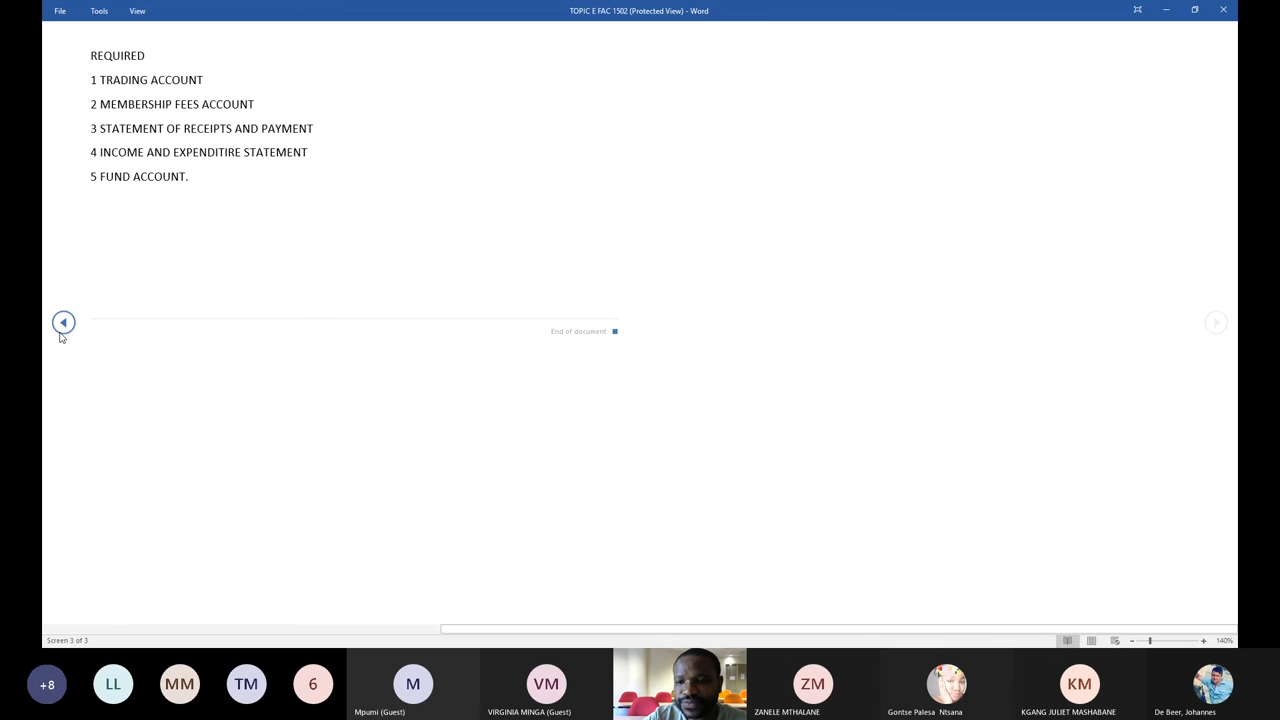 File Tools View TOPIC E FAC 1502 (Protected View) - Word
REQUIRED
1 TRADING ACCOUNT
2 MEMBERSHIP FEES ACCOUNT
3 STATEMENT OF RECEIPTS AND PAYMENT
4 INCOME AND EXPENDITIRE STATEMENT
5 FUND ACCOUNT.
End of document
Screen 3 of 3 140%
+8 LL MM TM 6 M VM ZM KM
Mpumi (Guest) VIRGINIA MINGA (Guest) ZANELE MTHALANE Gontse Palesa Ntsana KGANG JULIET MASHABANE De Beer, Johannes